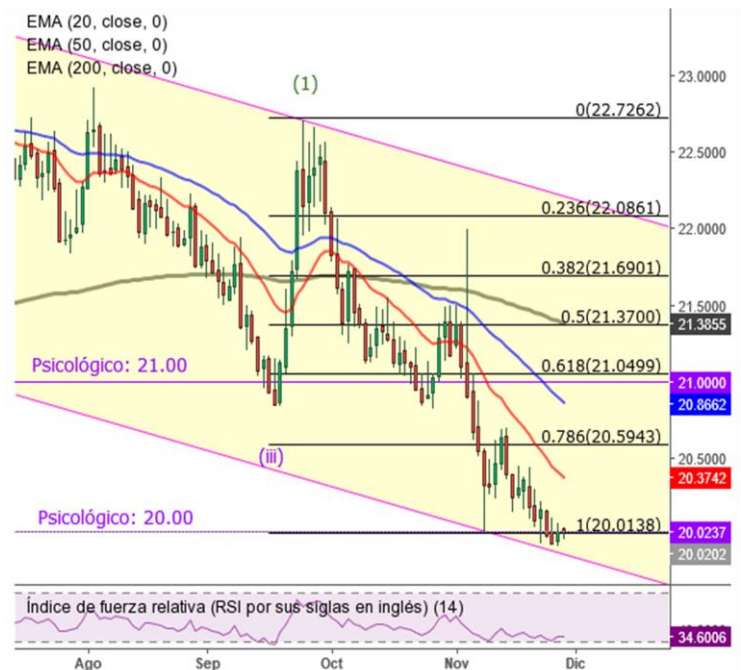 EMA (20, close, 0)
EMA (50, close, 0)
EMA (200, close, 0)
(1)
23.0000
0(22.7262)
22.5000
0.236(22.0861)
22.0000
0.382(21.6901)
21.5000
0.5(21.3700)
21.3855
Psicológico: 21.00
0.618(21.0499)
21.0000
20.8662
(iii)
0.786(20.5943)
20.5000
20.3742
Psicológico: 20.00
1(20.0138)
20.0237
20.0202
Índice de fuerza relativa (RSI por sus siglas en inglés) (14)
34.6006
Ago Sep Oct Nov Dic